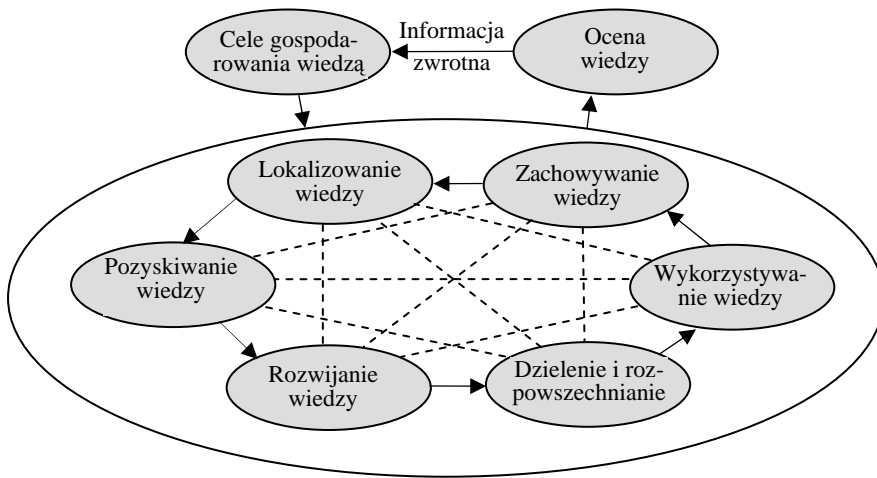 Cele gospoda-
rowania wiedzą
Informacja
zwrotna
Ocena
wiedzy
Lokalizowanie
wiedzy
Zachowywanie
wiedzy
Pozyskiwanie
wiedzy
Wykorzystywa-
nie wiedzy
Rozwijanie
wiedzy
Dzielenie i roz-
powszechnianie